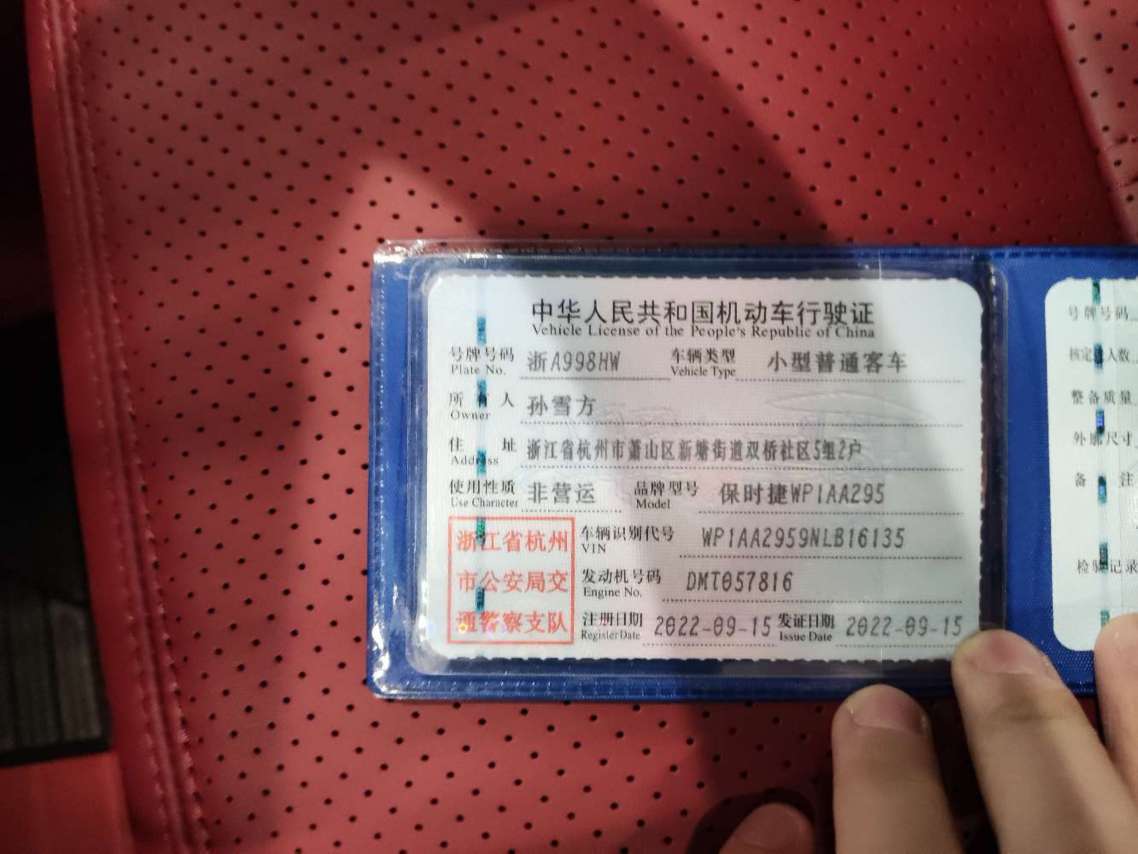 中华人民共和国机动车行驶证
Vehicle License of the People's Republic of China
号牌号码 浙A998HW 车辆类型 小型普通客车
Plate No. Vehicle Type
所有人 孙雪方
Owner
住址 浙江省杭州市萧山区新塘街道双桥社区5组2户
Address
使用性质 非营运 品牌型号 保时捷WP1AA295
Use Character Model
浙江省杭州 车辆识别代号 WP1AA2959NLB16135
VIN
市公安局交 发动机号码 DMT057816
Engine No.
通警察支队 注册日期 2022-09-15 发证日期 2022-09-15
Register Date Issue Date
号牌号码
核定载人数
整备质量
外廓尺寸
备注
检验记录